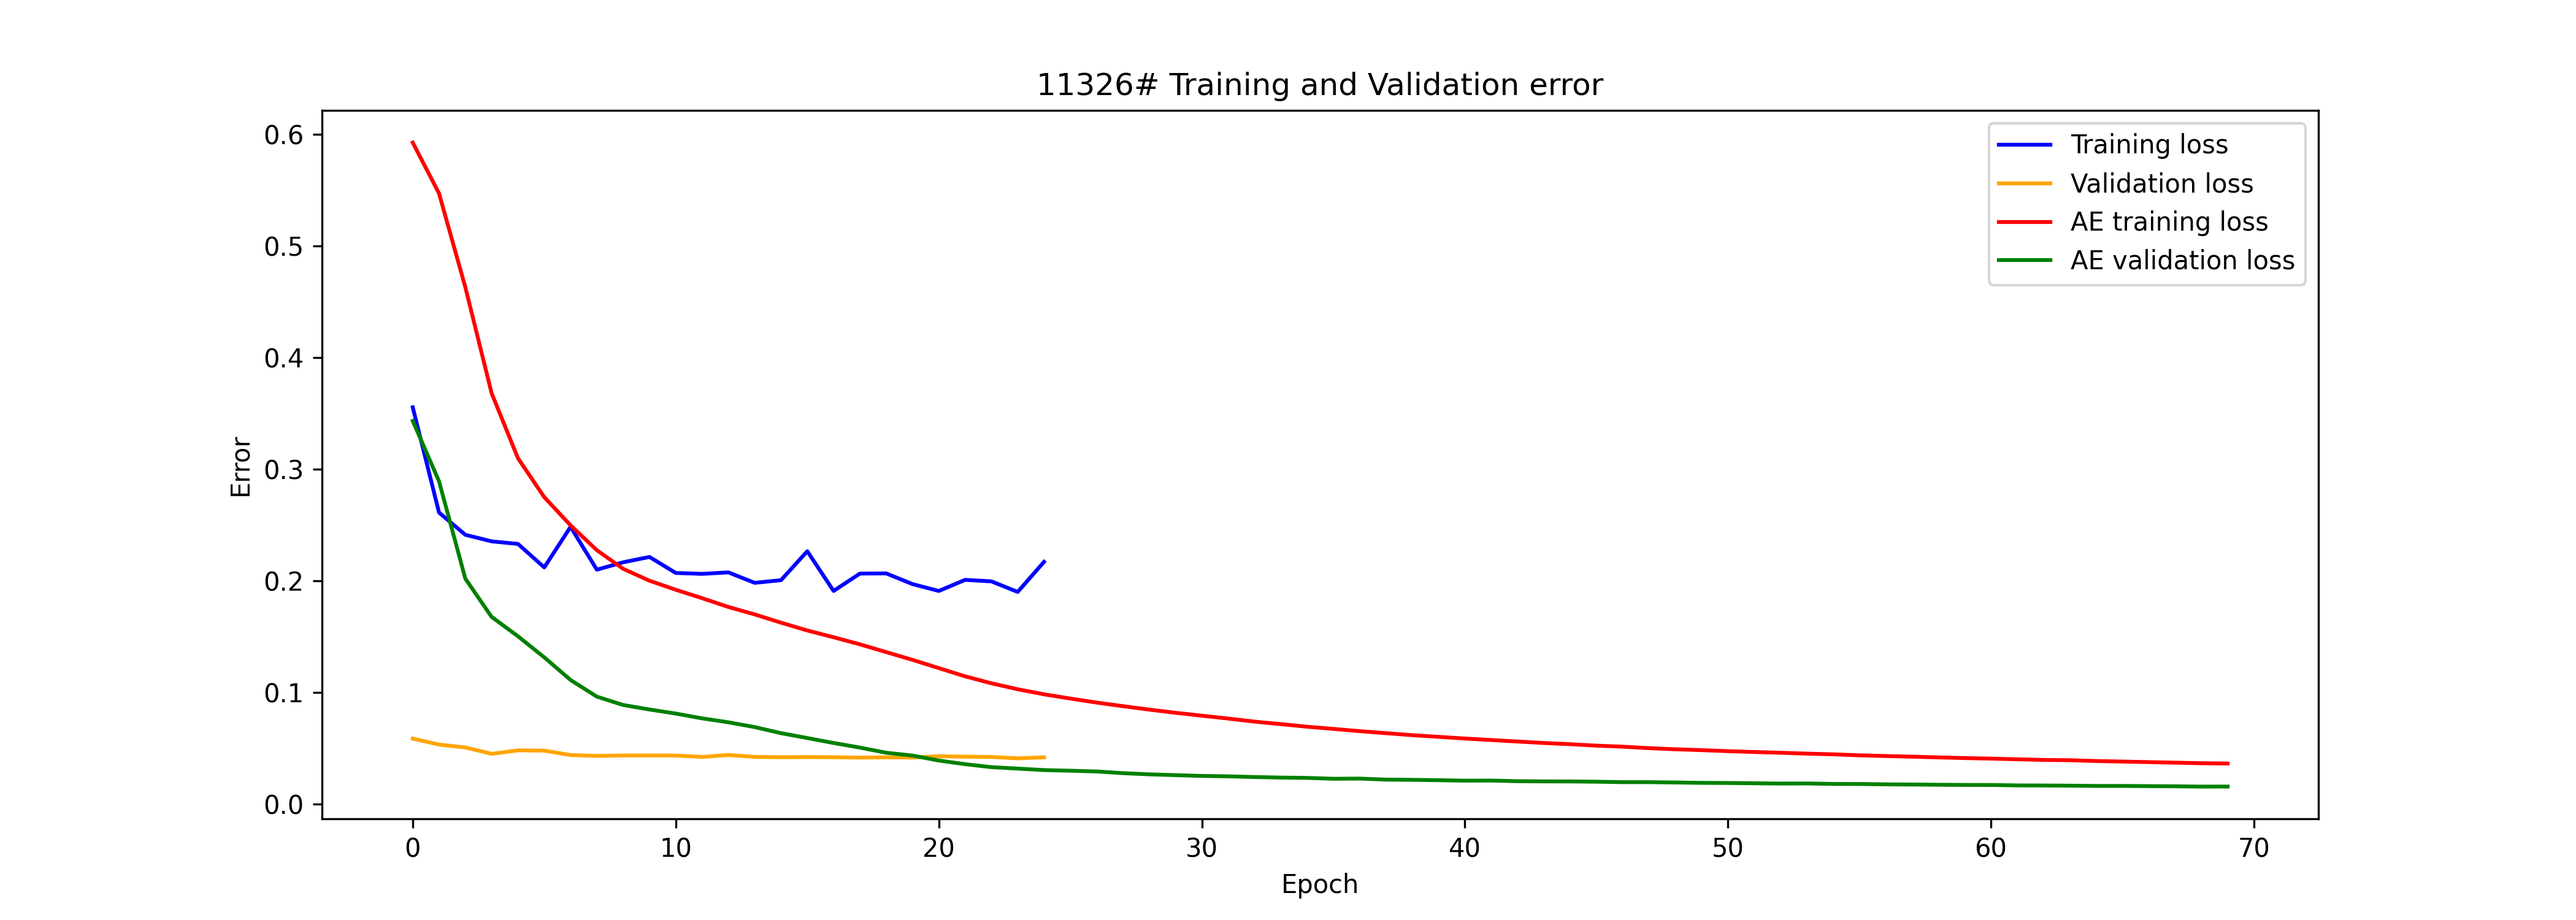 11326# Training and Validation error
Training loss
Validation loss
AE training loss
AE validation loss
Error
0.6
0.5
0.4
0.3
0.2
0.1
0.0
0 10 20 30 40 50 60 70
Epoch